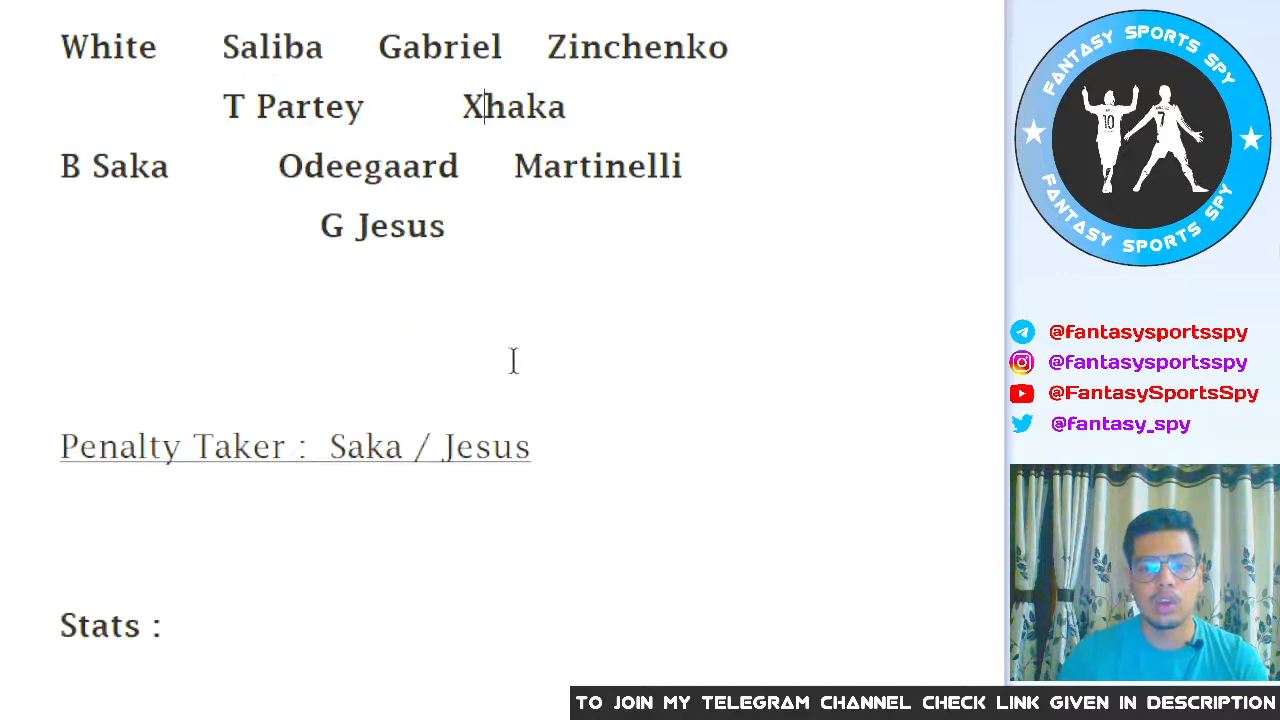 White Saliba Gabriel Zinchenko
T Partey Xhaka
B Saka Odeegaard Martinelli
G Jesus
Penalty Taker : Saka / Jesus
Stats :
FANTASY SPORTS SPY
10 7
FANTASY SPORTS SPY
@fantasysportsspy
@fantasysportsspy
@FantasySportsSpy
@fantasy_spy
TO JOIN MY TELEGRAM CHANNEL CHECK LINK GIVEN IN DESCRIPTION